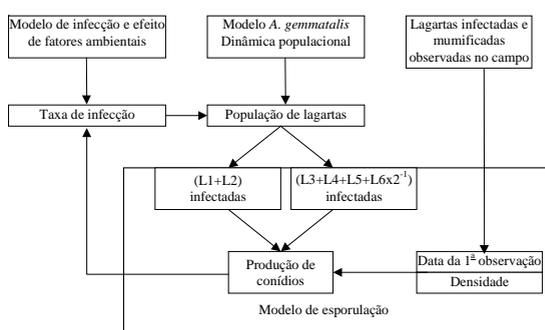 Modelo de infecção e efeito
de fatores ambientais
Modelo A. gemmatalis
Dinâmica populacional
Lagartas infectadas e
mumificadas
observadas no campo
Taxa de infecção
População de lagartas
(L1+L2)
infectadas
(L3+L4+L5+L6x2⁻¹)
infectadas
Produção de
conídios
Data da 1ª observação
Densidade
Modelo de esporulação